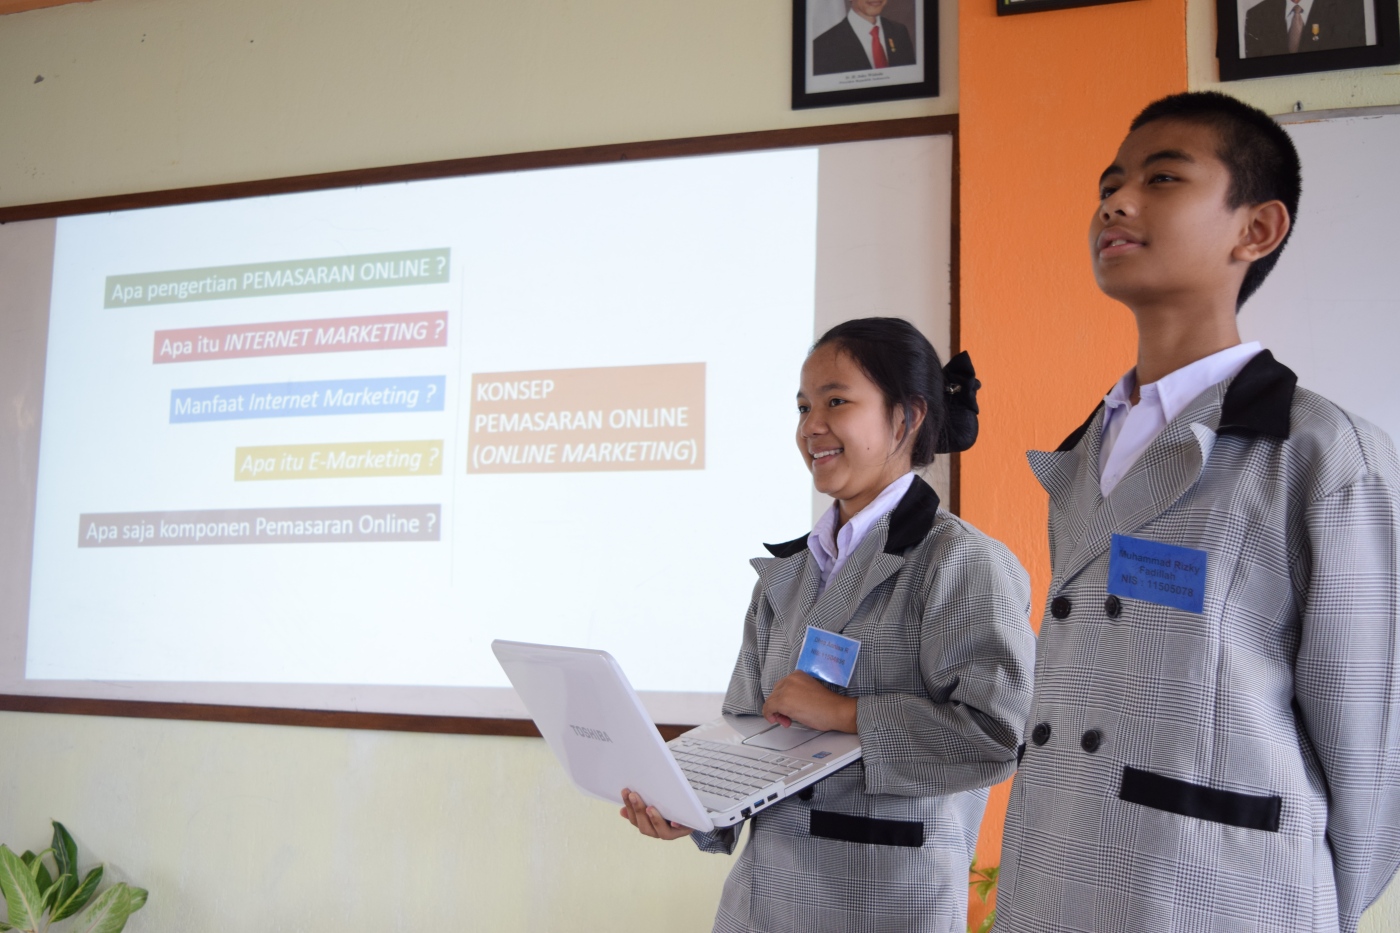 Apa pengertian PEMASARAN ONLINE ?
Apa itu INTERNET MARKETING ?
Manfaat Internet Marketing ?
Apa itu E-Marketing ?
Apa saja komponen Pemasaran Online ?
KONSEP
PEMASARAN ONLINE
(ONLINE MARKETING)
TOSHIBA
Muhammad Rizky
NIS : 11505078